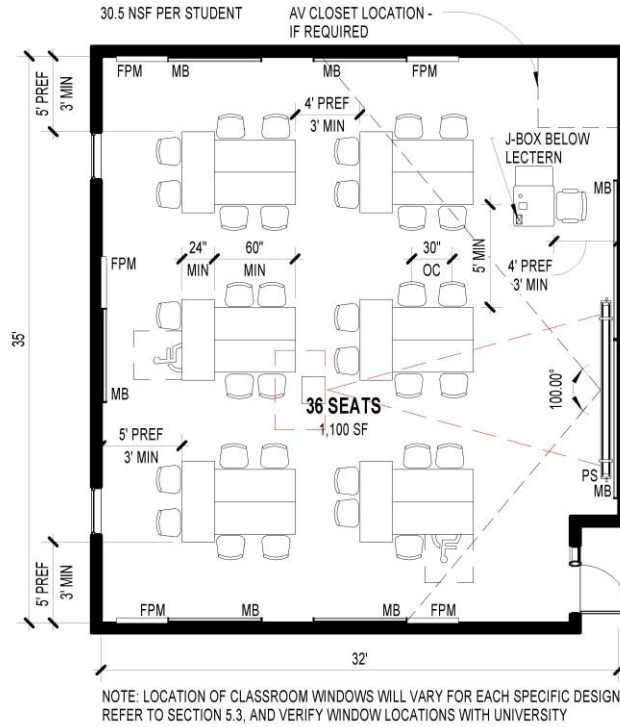 30.5 NSF PER STUDENT
AV CLOSET LOCATION -
IF REQUIRED
FPM
MB
MB
FPM
5' PREF
3' MIN
4' PREF
3' MIN
J-BOX BELOW
LECTERN
MB
24"
MIN
60"
MIN
30"
OC
5' MIN
4' PREF
3' MIN
FPM
35'
MB
36 SEATS
1,100 SF
100.00°
5' PREF
3' MIN
PS
MB
5' PREF
3' MIN
FPM
MB
MB
FPM
32'
NOTE: LOCATION OF CLASSROOM WINDOWS WILL VARY FOR EACH SPECIFIC DESIGN
REFER TO SECTION 5.3, AND VERIFY WINDOW LOCATIONS WITH UNIVERSITY